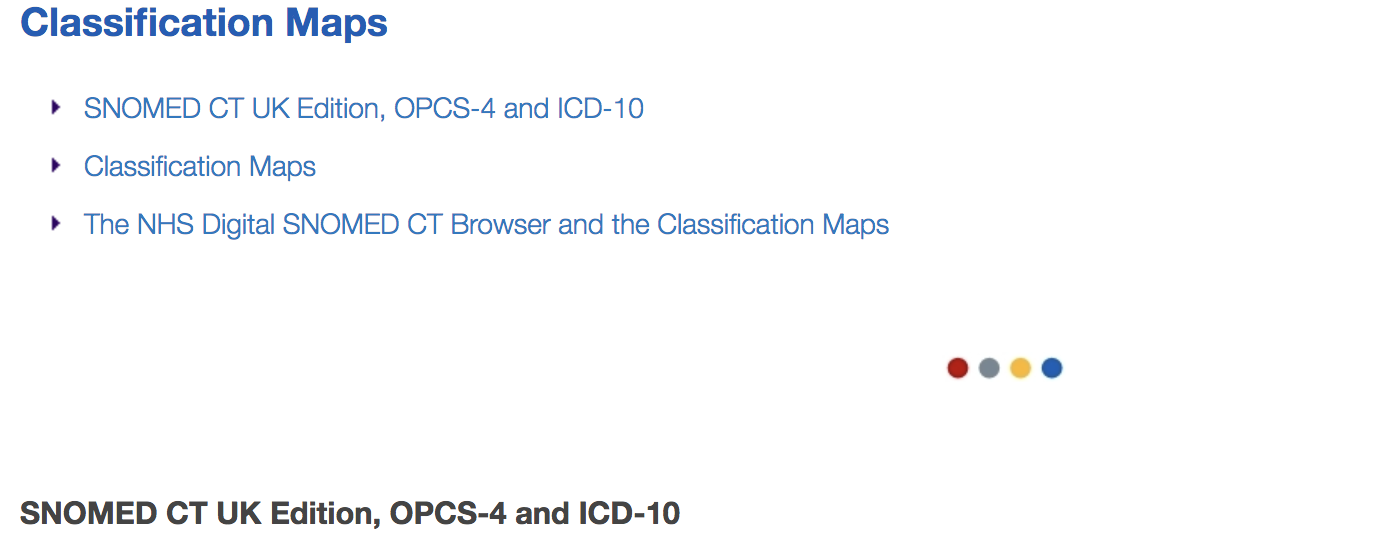 Classification Maps
SNOMED CT UK Edition, OPCS-4 and ICD-10
Classification Maps
The NHS Digital SNOMED CT Browser and the Classification Maps
SNOMED CT UK Edition, OPCS-4 and ICD-10